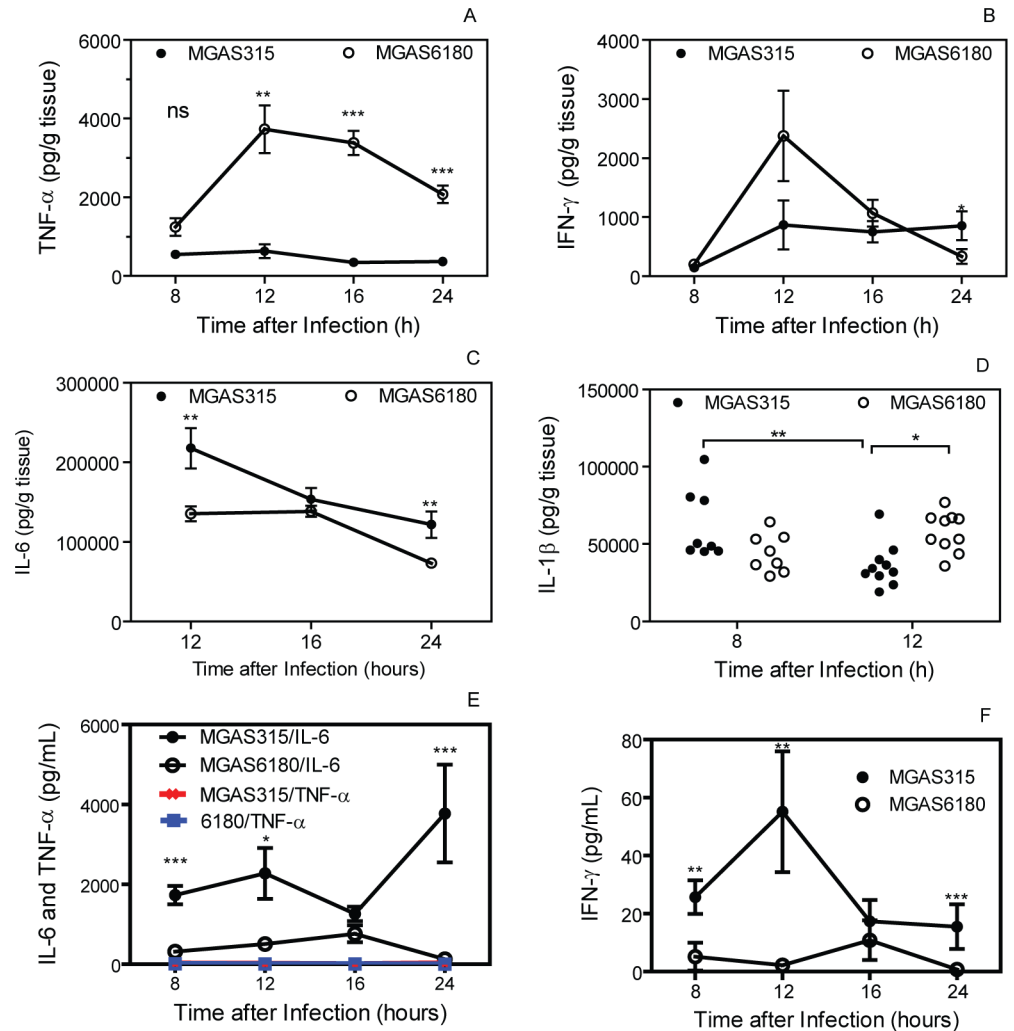 A
6000
MGAS315 MGAS6180
4000
2000
0
ns
**
***
***
TNF-α (pg/g tissue)
8 12 16 24
Time after Infection (h)
B
4000
MGAS315 MGAS6180
3000
2000
1000
0
*
IFN-γ (pg/g tissue)
8 12 16 24
Time after Infection (h)
C
300000
MGAS315 MGAS6180
200000
100000
0
**
**
IL-6 (pg/g tissue)
12 16 24
Time after Infection (hours)
D
150000
MGAS315 MGAS6180
100000
50000
0
**
*
IL-1β (pg/g tissue)
8 12
Time after Infection (h)
E
6000
MGAS315/IL-6
MGAS6180/IL-6
MGAS315/TNF-α
6180/TNF-α
4000
2000
0
***
*
***
IL-6 and TNF-α (pg/mL)
8 12 16 24
Time after Infection (hours)
F
80
MGAS315
MGAS6180
60
40
20
0
**
**
***
IFN-γ (pg/mL)
8 12 16 24
Time after Infection (hours)